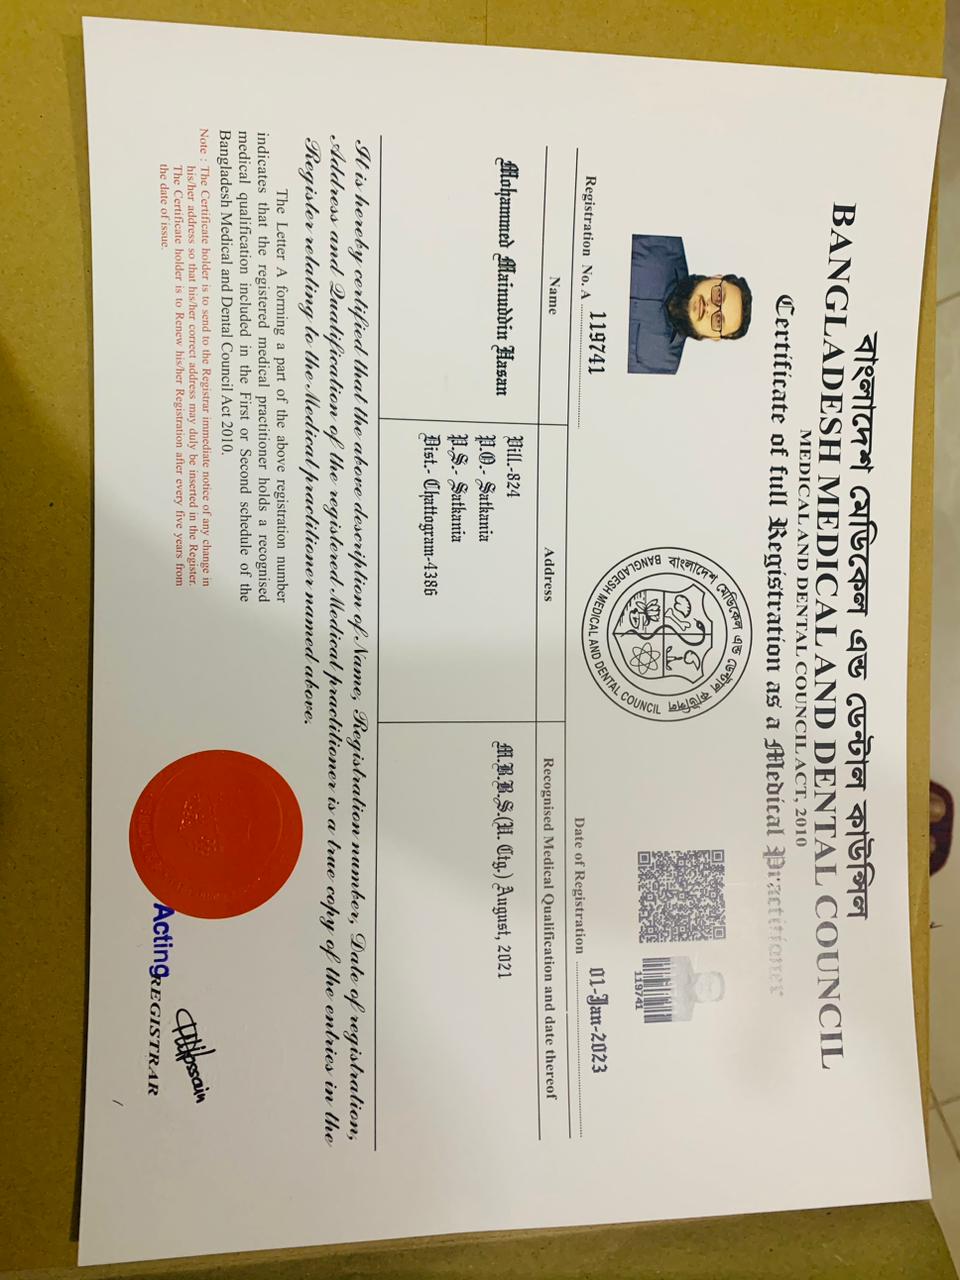 বাংলাদেশ মেডিকেল এন্ড ডেন্টাল কাউন্সিল
BANGLADESH MEDICAL AND DENTAL COUNCIL
MEDICAL AND DENTAL COUNCIL ACT, 2010
Certificate of full Registration as a Medical Practitioner
বাংলাদেশ মেডিকেল এন্ড ডেন্টাল কাউন্সিল
BANGLADESH MEDICAL AND DENTAL COUNCIL
119741
Registration No. A 119741
Date of Registration 01-Jan-2023
Name
Address
Recognised Medical Qualification and date thereof
Mohammed Mainuddin Hasan
Vill.-824
P.O.- Satkania
P.S.- Satkania
Dist.- Chattogram-4386
M.B.B.S.(U. Ctg.) August, 2021
It is hereby certified that the above description of Name, Registration number, Date of registration,
Address and Qualification of the registered Medical practitioner is a true copy of the entries in the
Register relating to the Medical practitioner named above.
The Letter A forming a part of the above registration number
indicates that the registered medical practitioner holds a recognised
medical qualification included in the First or Second schedule of the
Bangladesh Medical and Dental Council Act 2010.
Note : The Certificate holder is to send to the Registrar immediate notice of any change in
his/her address so that his/her correct address may duly be inserted in the Register.
The Certificate holder is to Renew his/her Registration after every five years from
the date of issue.
Acting REGISTRAR